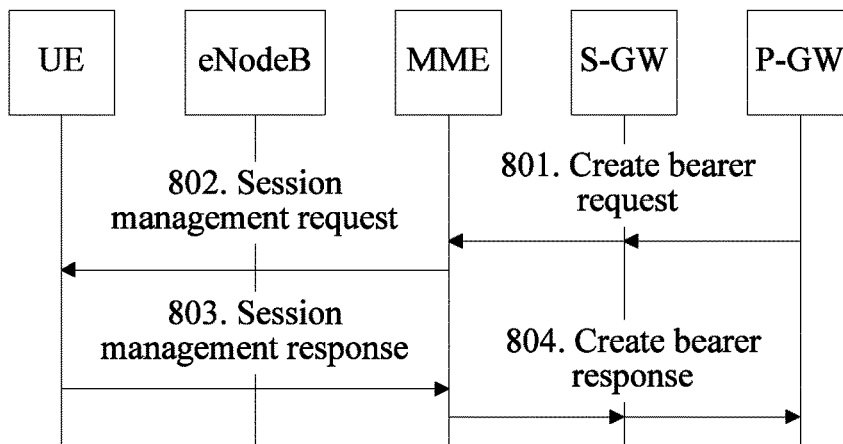 UE
eNodeB
MME
S-GW
P-GW
801. Create bearer
request
802. Session
management request
803. Session
management response
804. Create bearer
response